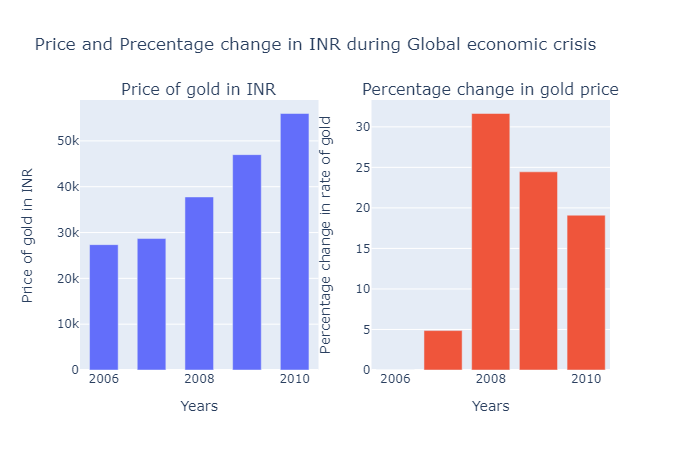 Price and Precentage change in INR during Global economic crisis
Price of gold in INR
Percentage change in gold price
Price of gold in INR
50k
40k
30k
20k
10k
0
2006
2008
2010
Years
Percentage change in rate of gold
30
25
20
15
10
5
0
2006
2008
2010
Years